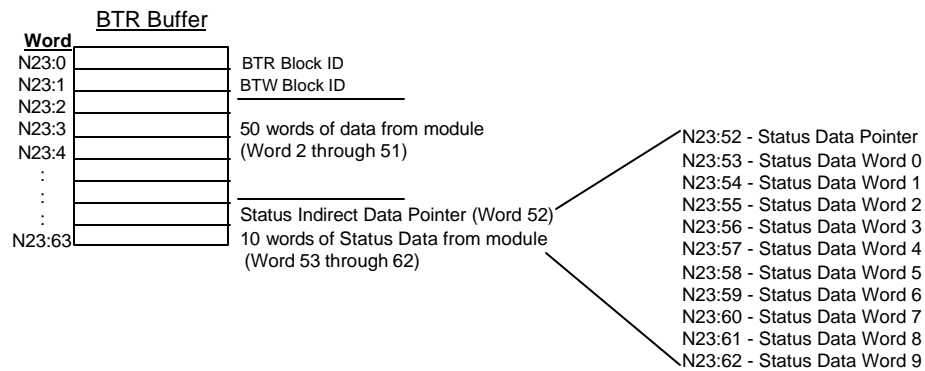 BTR Buffer
Word
N23:0
BTR Block ID
N23:1
BTW Block ID
N23:2
N23:3
50 words of data from module
N23:4
(Word 2 through 51)
:
:
:
Status Indirect Data Pointer (Word 52)
N23:63
10 words of Status Data from module
(Word 53 through 62)
N23:52 - Status Data Pointer
N23:53 - Status Data Word 0
N23:54 - Status Data Word 1
N23:55 - Status Data Word 2
N23:56 - Status Data Word 3
N23:57 - Status Data Word 4
N23:58 - Status Data Word 5
N23:59 - Status Data Word 6
N23:60 - Status Data Word 7
N23:61 - Status Data Word 8
N23:62 - Status Data Word 9